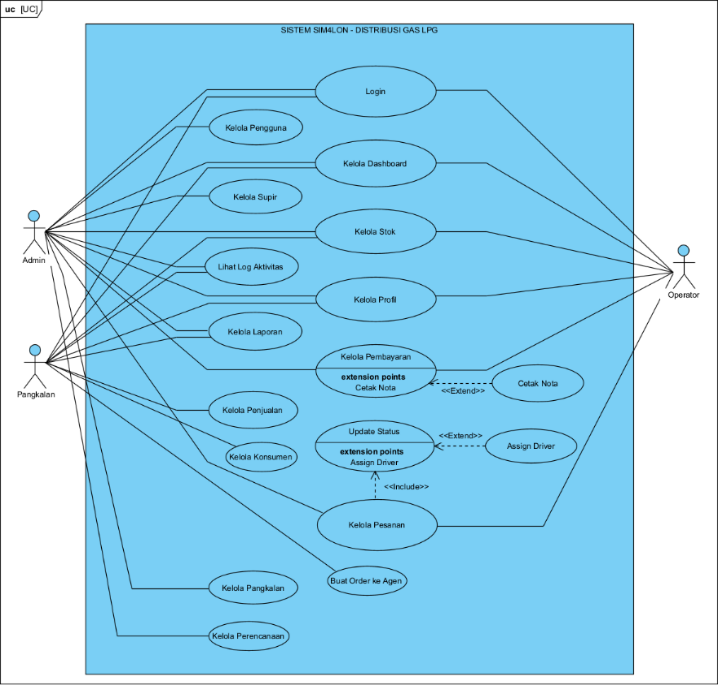 uc [UC]
SISTEM SIM4LON - DISTRIBUSI GAS LPG
Login
Kelola Pengguna
Kelola Dashboard
Kelola Supir
Admin
Kelola Stok
Lihat Log Aktivitas
Operator
Kelola Profil
Kelola Laporan
Pangkalan
Kelola Pembayaran
extension points
Cetak Nota
<<Extend>>
Cetak Nota
Kelola Penjualan
Update Status
extension points
Assign Driver
<<Extend>>
Assign Driver
Kelola Konsumen
<<Include>>
Kelola Pesanan
Buat Order ke Agen
Kelola Pangkalan
Kelola Perencanaan